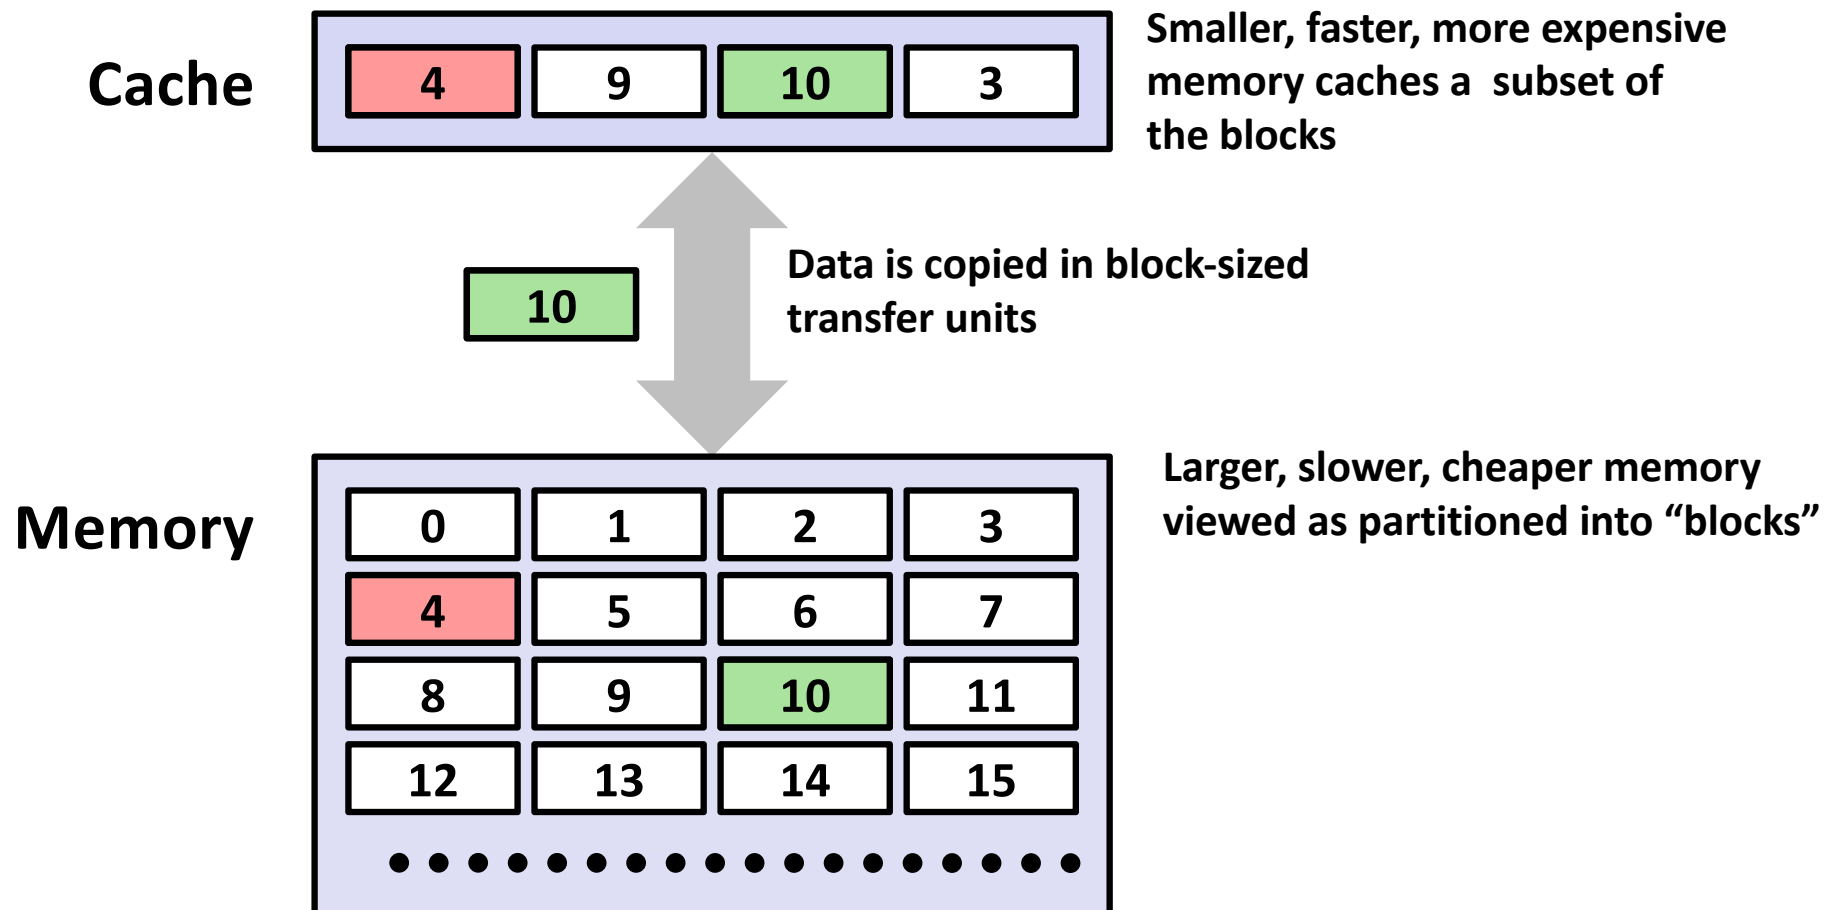 Cache
4 9 10 3
Smaller, faster, more expensive
memory caches a subset of
the blocks
10
Data is copied in block-sized
transfer units
Memory
0 1 2 3
4 5 6 7
8 9 10 11
12 13 14 15
Larger, slower, cheaper memory
viewed as partitioned into “blocks”